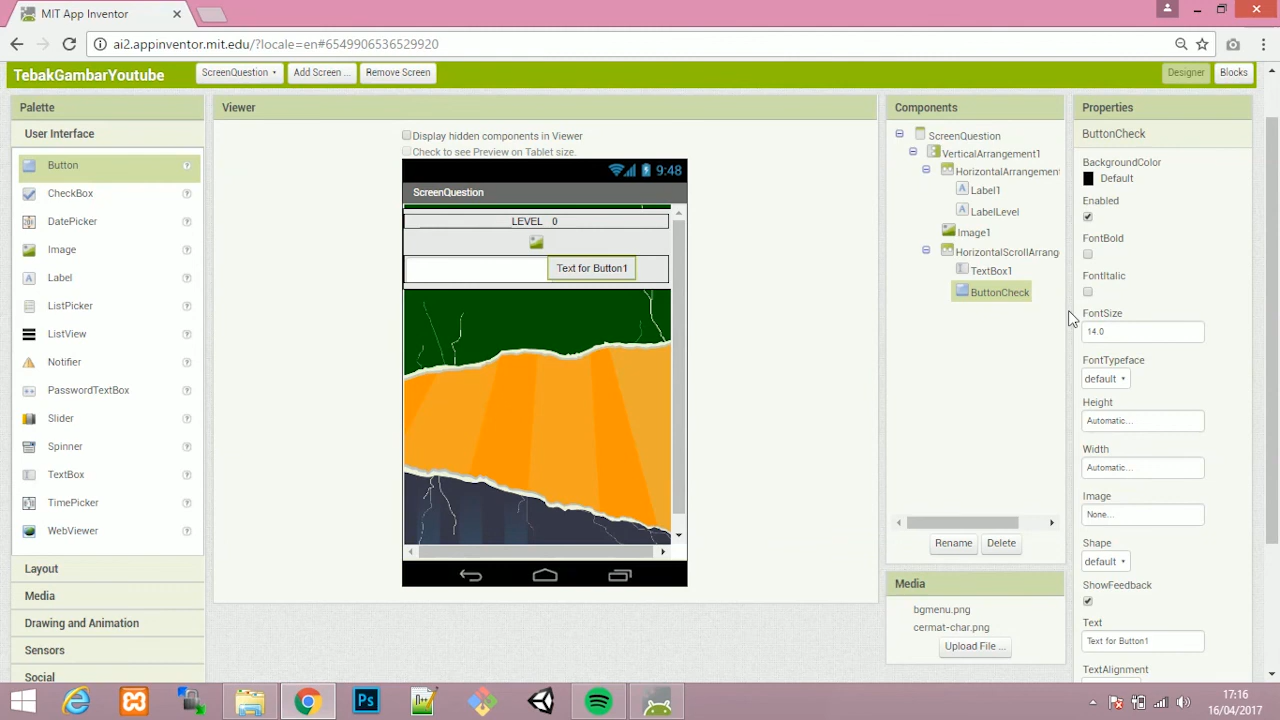 MIT App Inventor
ai2.appinventor.mit.edu/?locale=en#6549906536529920
TebakGambarYoutube
ScreenQuestion
Add Screen ...
Remove Screen
Designer
Blocks
Palette
Viewer
Components
Properties
User Interface
Button
CheckBox
DatePicker
Image
Label
ListPicker
ListView
Notifier
PasswordTextBox
Slider
Spinner
TextBox
TimePicker
WebViewer
Layout
Media
Drawing and Animation
Sensors
Social
Display hidden components in Viewer
Check to see Preview on Tablet size.
9:48
ScreenQuestion
LEVEL 0
Text for Button1
ScreenQuestion
VerticalArrangement1
HorizontalArrangement
Label1
LabelLevel
Image1
HorizontalScrollArrang
TextBox1
ButtonCheck
Rename
Delete
Media
bgmenu.png
cermat-char.png
Upload File ...
ButtonCheck
BackgroundColor
Default
Enabled
FontBold
FontItalic
FontSize
14.0
FontTypeface
default
Height
Automatic...
Width
Automatic...
Image
None...
Shape
default
ShowFeedback
Text
Text for Button1
TextAlignment
Ps
17:16
16/04/2017